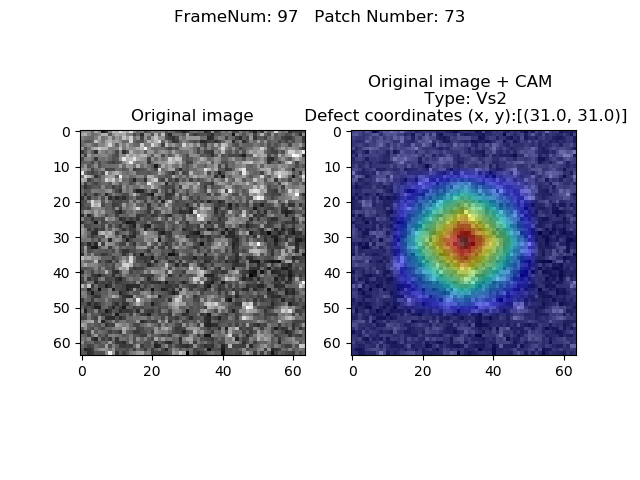 FrameNum: 97   Patch Number: 73
Original image
0
10
20
30
40
50
60
0 20 40 60
Original image + CAM
Type: Vs2
Defect coordinates (x, y):[(31.0, 31.0)]
0
10
20
30
40
50
60
0 20 40 60